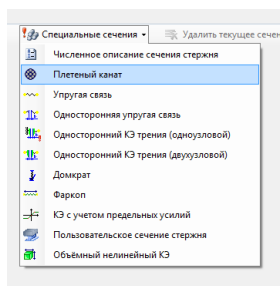 Специальные сечения Удалить текущее сечен
Численное описание сечения стержня
Плетеный канат
Упругая связь
Односторонняя упругая связь
Односторонний КЭ трения (одноузловой)
Односторонний КЭ трения (двухузловой)
Домкрат
Фаркоп
КЭ с учетом предельных усилий
Пользовательское сечение стержня
Объёмный нелинейный КЭ